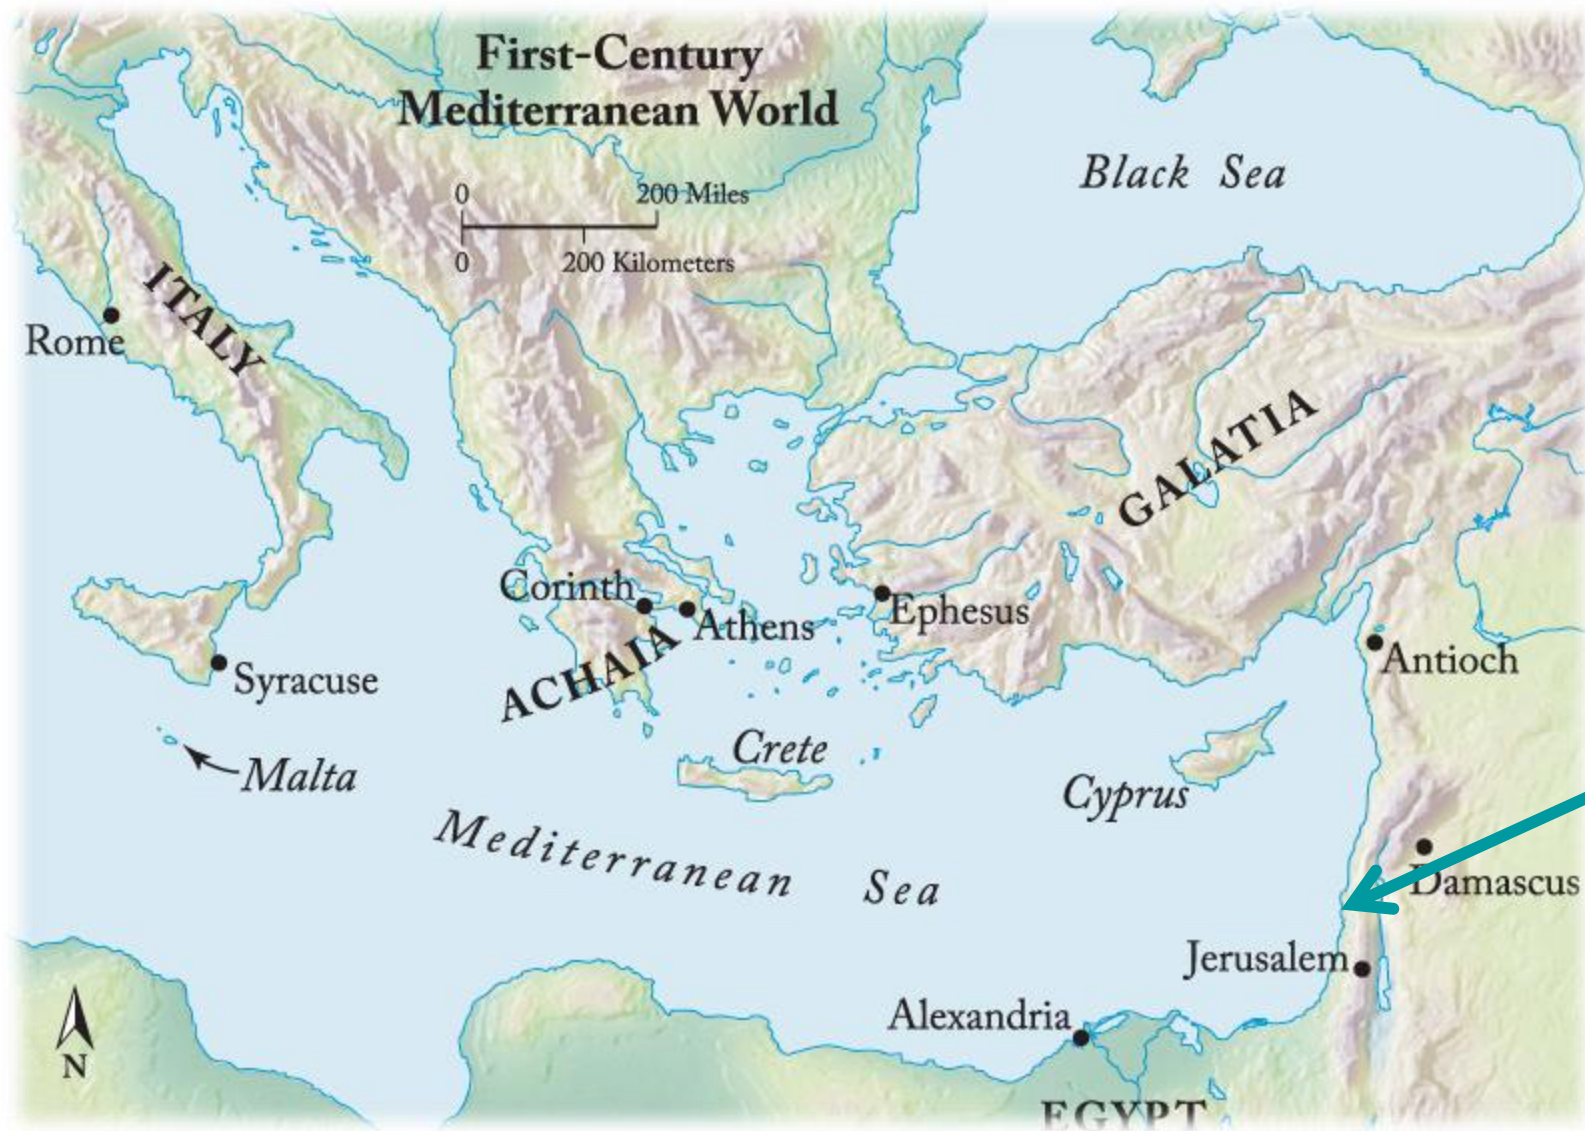 First-Century
Mediterranean World
Black Sea
0 200 Miles
0 200 Kilometers
ITALY
Rome
GALATIA
Corinth
Ephesus
Athens
ACHAIA
Antioch
Syracuse
Crete
Malta
Cyprus
Mediterranean Sea
Damascus
Jerusalem
Alexandria
N
EGYPT